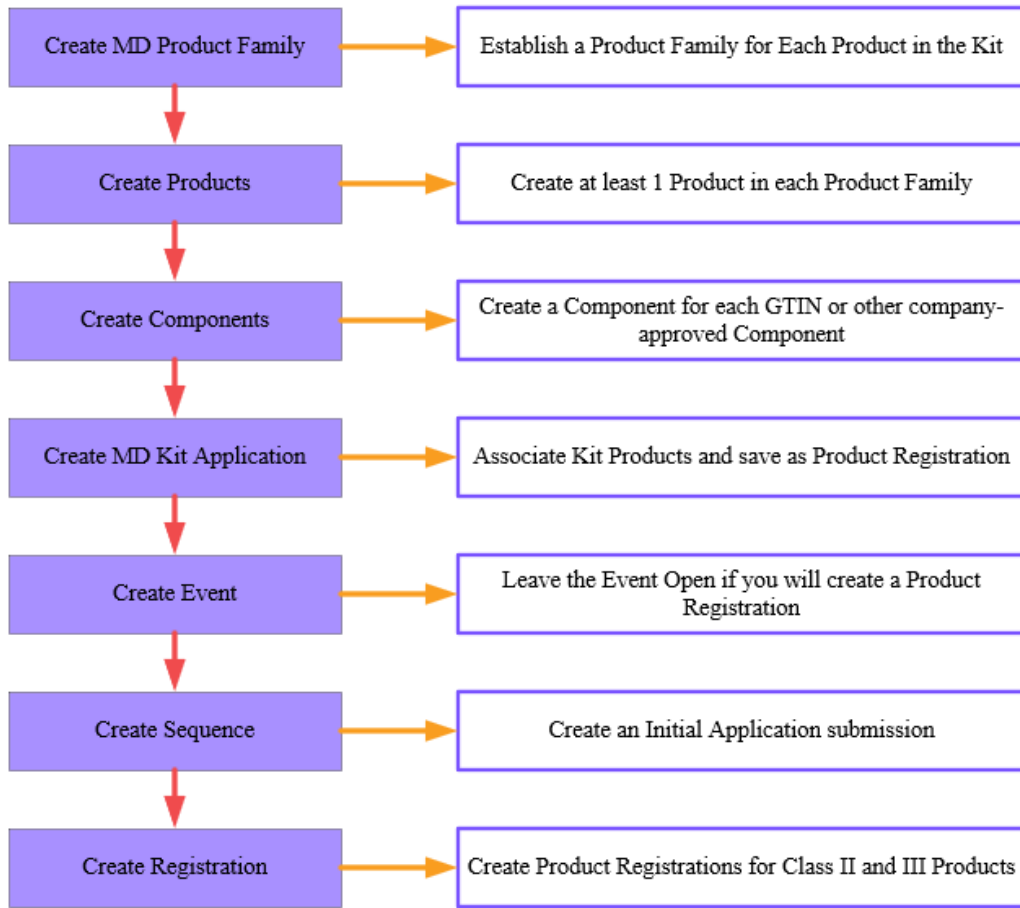 Create MD Product Family
Establish a Product Family for Each Product in the Kit
Create Products
Create at least 1 Product in each Product Family
Create Components
Create a Component for each GTIN or other company-
approved Component
Create MD Kit Application
Associate Kit Products and save as Product Registration
Create Event
Leave the Event Open if you will create a Product
Registration
Create Sequence
Create an Initial Application submission
Create Registration
Create Product Registrations for Class II and III Products